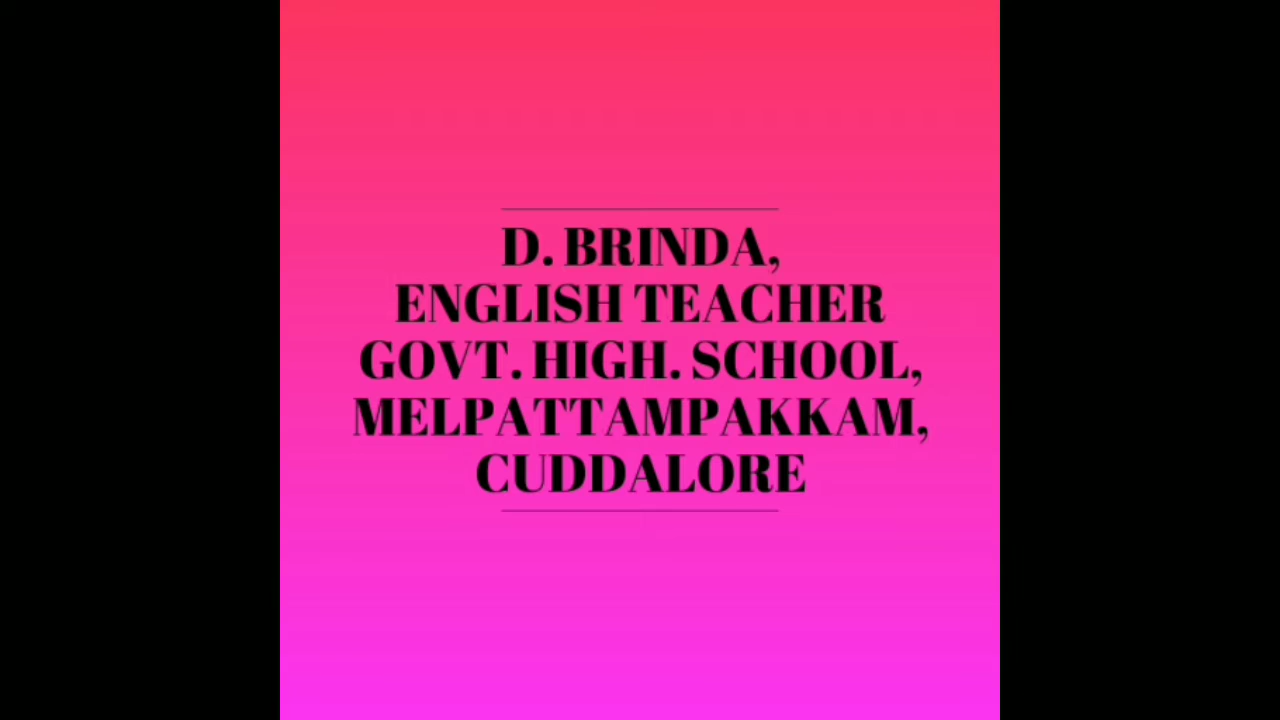 D. BRINDA,
ENGLISH TEACHER
GOVT. HIGH. SCHOOL,
MELPATTAMPAKKAM,
CUDDALORE